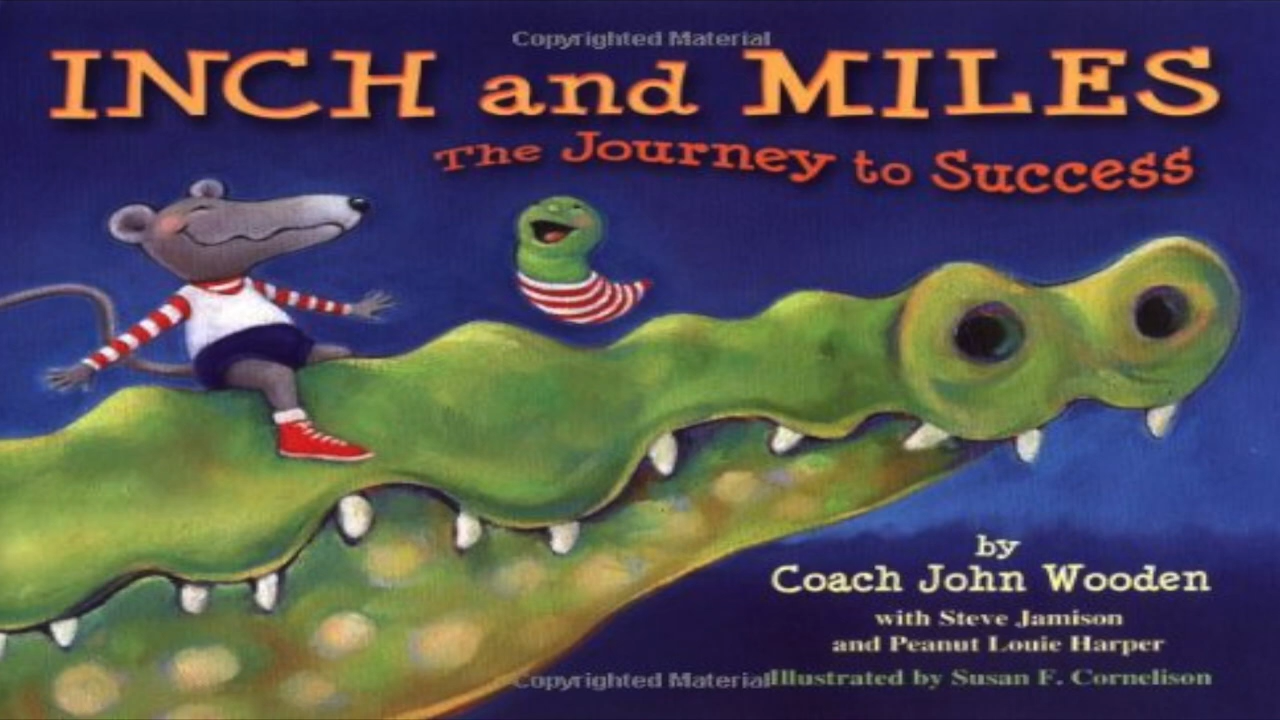 Copyrighted Material
INCH and MILES
The Journey to Success
by
Coach John Wooden
with Steve Jamison
and Peanut Louie Harper
Copyrighted Material
Illustrated by Susan F. Cornelison